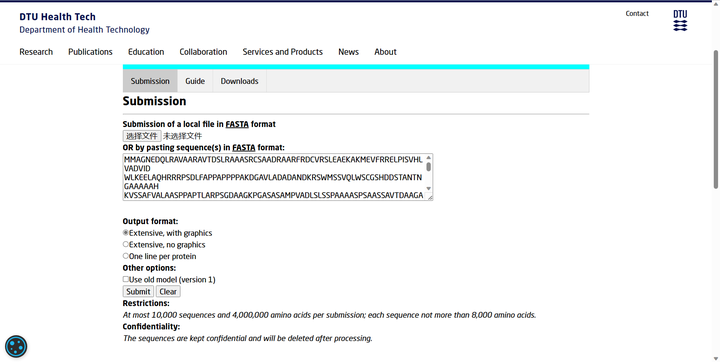 DTU Health Tech
Department of Health Technology
Contact
DTU
Research Publications Education Collaboration Services and Products News About
Submission Guide Downloads
Submission
Submission of a local file in FASTA format
选择文件 未选择文件
OR by pasting sequence(s) in FASTA format:
MMAGNEDQLRAVAARAVTDSLRAAASRCSAADRAARFRDCVRSLEAEKAKMEVFRRELPISVHL
VADVID
WLKEELAQHRRRPSDLFAPPAPPPPAKDGAVLADADANDKRSWMSSVQLWSCGSHDDSTANTN
GAAAAAH
KVSSAFVALAASPPAPTLARPSGDAAGKPGASASAMPVADLSLSSPAAAASPSAASSAVTDAAGA
Output format:
Extensive, with graphics
Extensive, no graphics
One line per protein
Other options:
Use old model (version 1)
Submit Clear
Restrictions:
At most 10,000 sequences and 4,000,000 amino acids per submission; each sequence not more than 8,000 amino acids.
Confidentiality:
The sequences are kept confidential and will be deleted after processing.